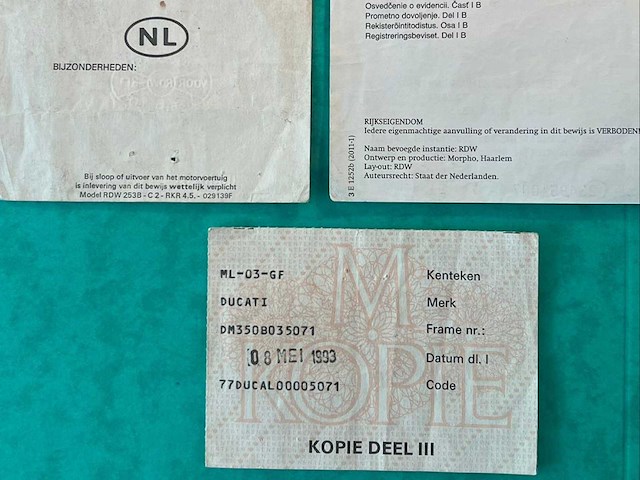 NL
BIJZONDERHEDEN:
Bij sloop of uitvoer van het motorvoertuig
is inlevering van dit bewijs wettelijk verplicht
Model RDW 253B - C 2 - RKR 4.5. - 029139F
Osvedčenie o evidencii. Časť I B
Prometno dovoljenje. Del I B
Rekisteröintitodistus. Osa I B
Registreringsbeviset. Del I B
RIJKSEIGENDOM
Iedere eigenmachtige aanvulling of verandering in dit bewijs is VERBODEN!
Naam bevoegde instantie: RDW
Ontwerp en productie: Morpho, Haarlem
Lay-out: RDW
Auteursrecht: Staat der Nederlanden.
3 E 1252b (2011-1)
M
KOPIE
ML-03-GF Kenteken
DUCATI Merk
DM350B035071 Frame nr.:
08 MEI 1993 Datum dl. I
77DUCAL00005071 Code
KOPIE DEEL III